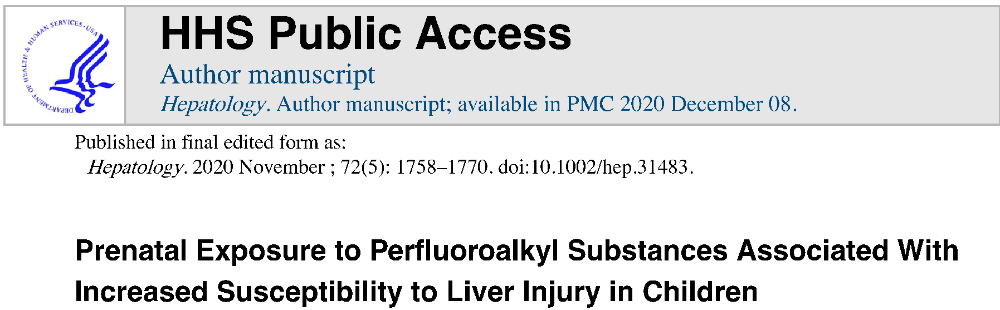 DEPARTMENT OF HEALTH & HUMAN SERVICES · USA
HHS Public Access
Author manuscript
Hepatology. Author manuscript; available in PMC 2020 December 08.
Published in final edited form as:
Hepatology. 2020 November ; 72(5): 1758–1770. doi:10.1002/hep.31483.
Prenatal Exposure to Perfluoroalkyl Substances Associated With
Increased Susceptibility to Liver Injury in Children